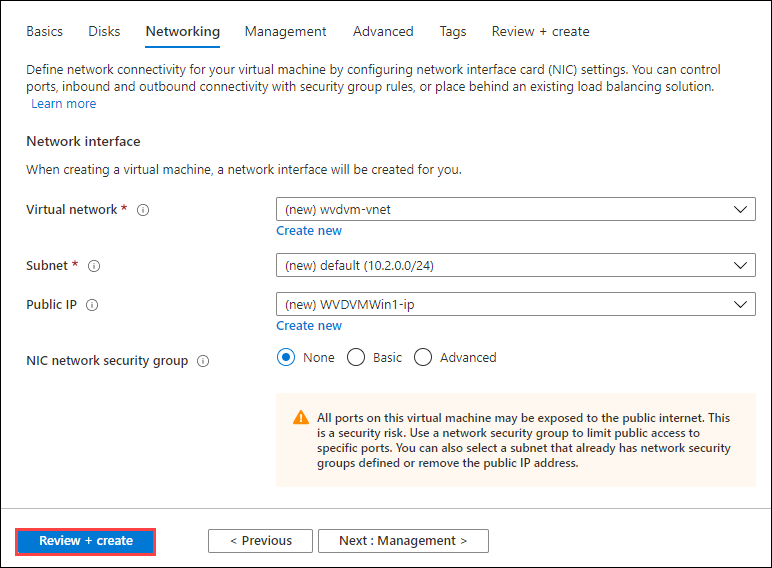 Basics Disks Networking Management Advanced Tags Review + create
Define network connectivity for your virtual machine by configuring network interface card (NIC) settings. You can control
ports, inbound and outbound connectivity with security group rules, or place behind an existing load balancing solution.
Learn more
Network interface
When creating a virtual machine, a network interface will be created for you.
Virtual network * (new) wvdvm-vnet
Create new
Subnet * (new) default (10.2.0.0/24)
Public IP (new) WVDVMWin1-ip
Create new
NIC network security group None Basic Advanced
All ports on this virtual machine may be exposed to the public internet. This
is a security risk. Use a network security group to limit public access to
specific ports. You can also select a subnet that already has network security
groups defined or remove the public IP address.
Review + create < Previous Next : Management >